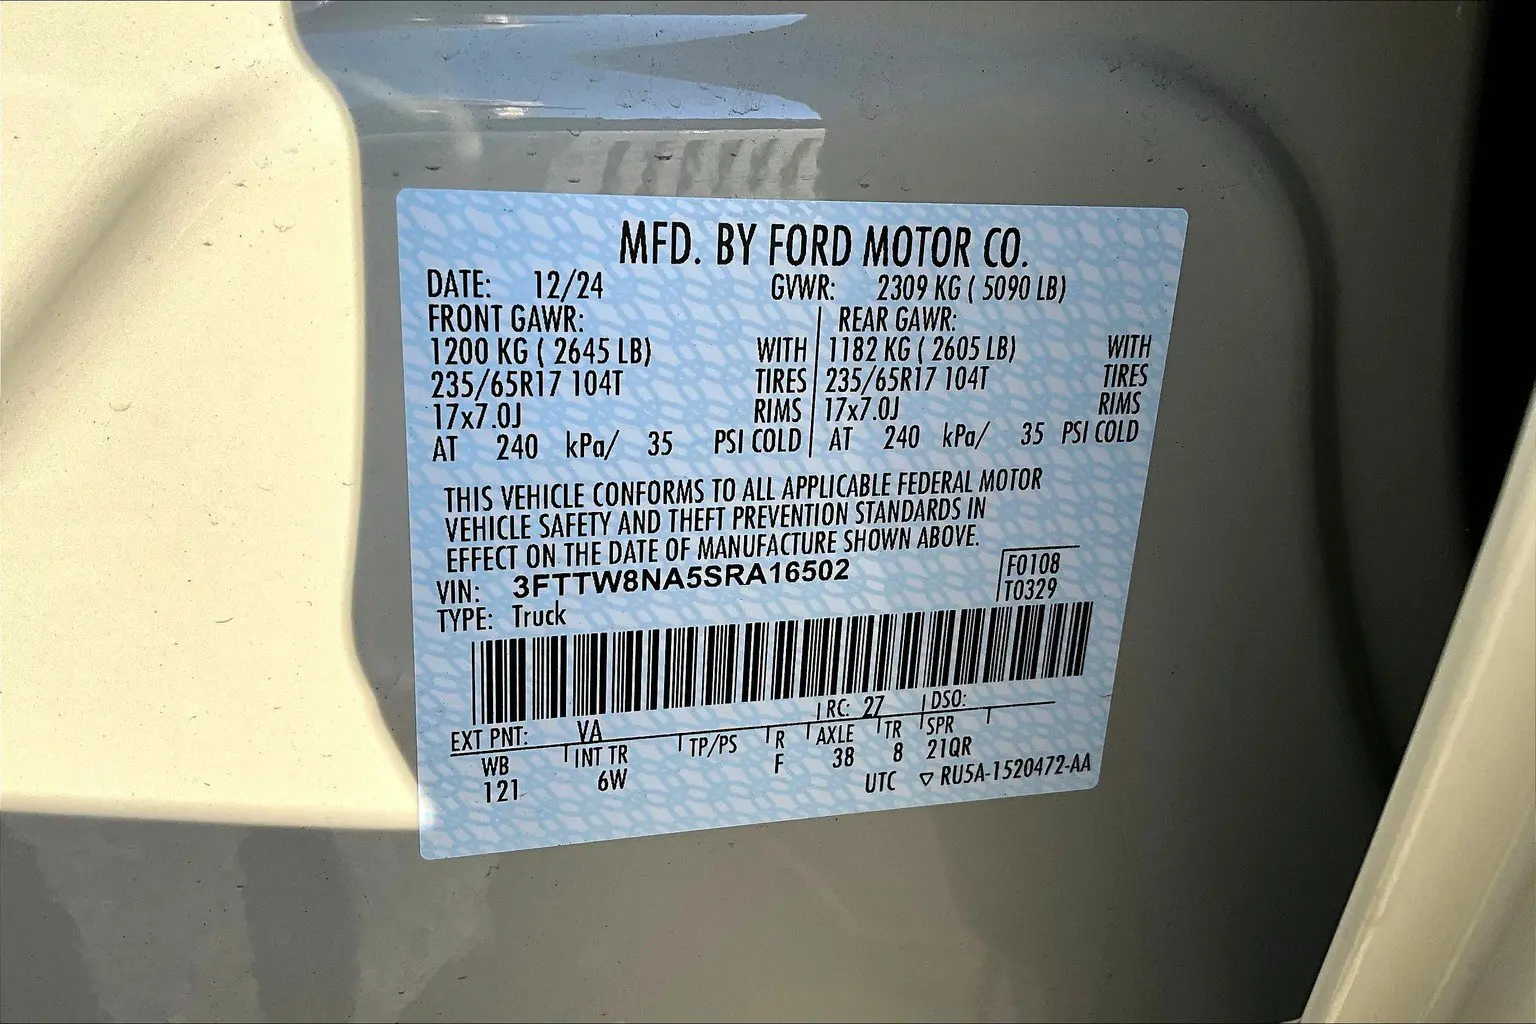 MFD. BY FORD MOTOR CO.
DATE: 12/24 GVWR: 2309 KG ( 5090 LB)
FRONT GAWR: REAR GAWR:
1200 KG ( 2645 LB) WITH 1182 KG ( 2605 LB) WITH
235/65R17 104T TIRES 235/65R17 104T TIRES
17x7.0J RIMS 17x7.0J RIMS
AT 240 kPa/ 35 PSI COLD AT 240 kPa/ 35 PSI COLD
THIS VEHICLE CONFORMS TO ALL APPLICABLE FEDERAL MOTOR
VEHICLE SAFETY AND THEFT PREVENTION STANDARDS IN
EFFECT ON THE DATE OF MANUFACTURE SHOWN ABOVE.
VIN: 3FTTW8NA5SRA16502 F0108
TYPE: Truck T0329
EXT PNT: VA RC: 27 DSO:
WB INT TR TP/PS R AXLE TR SPR
121 6W F 38 8 21QR
UTC ▽ RU5A-1520472-AA